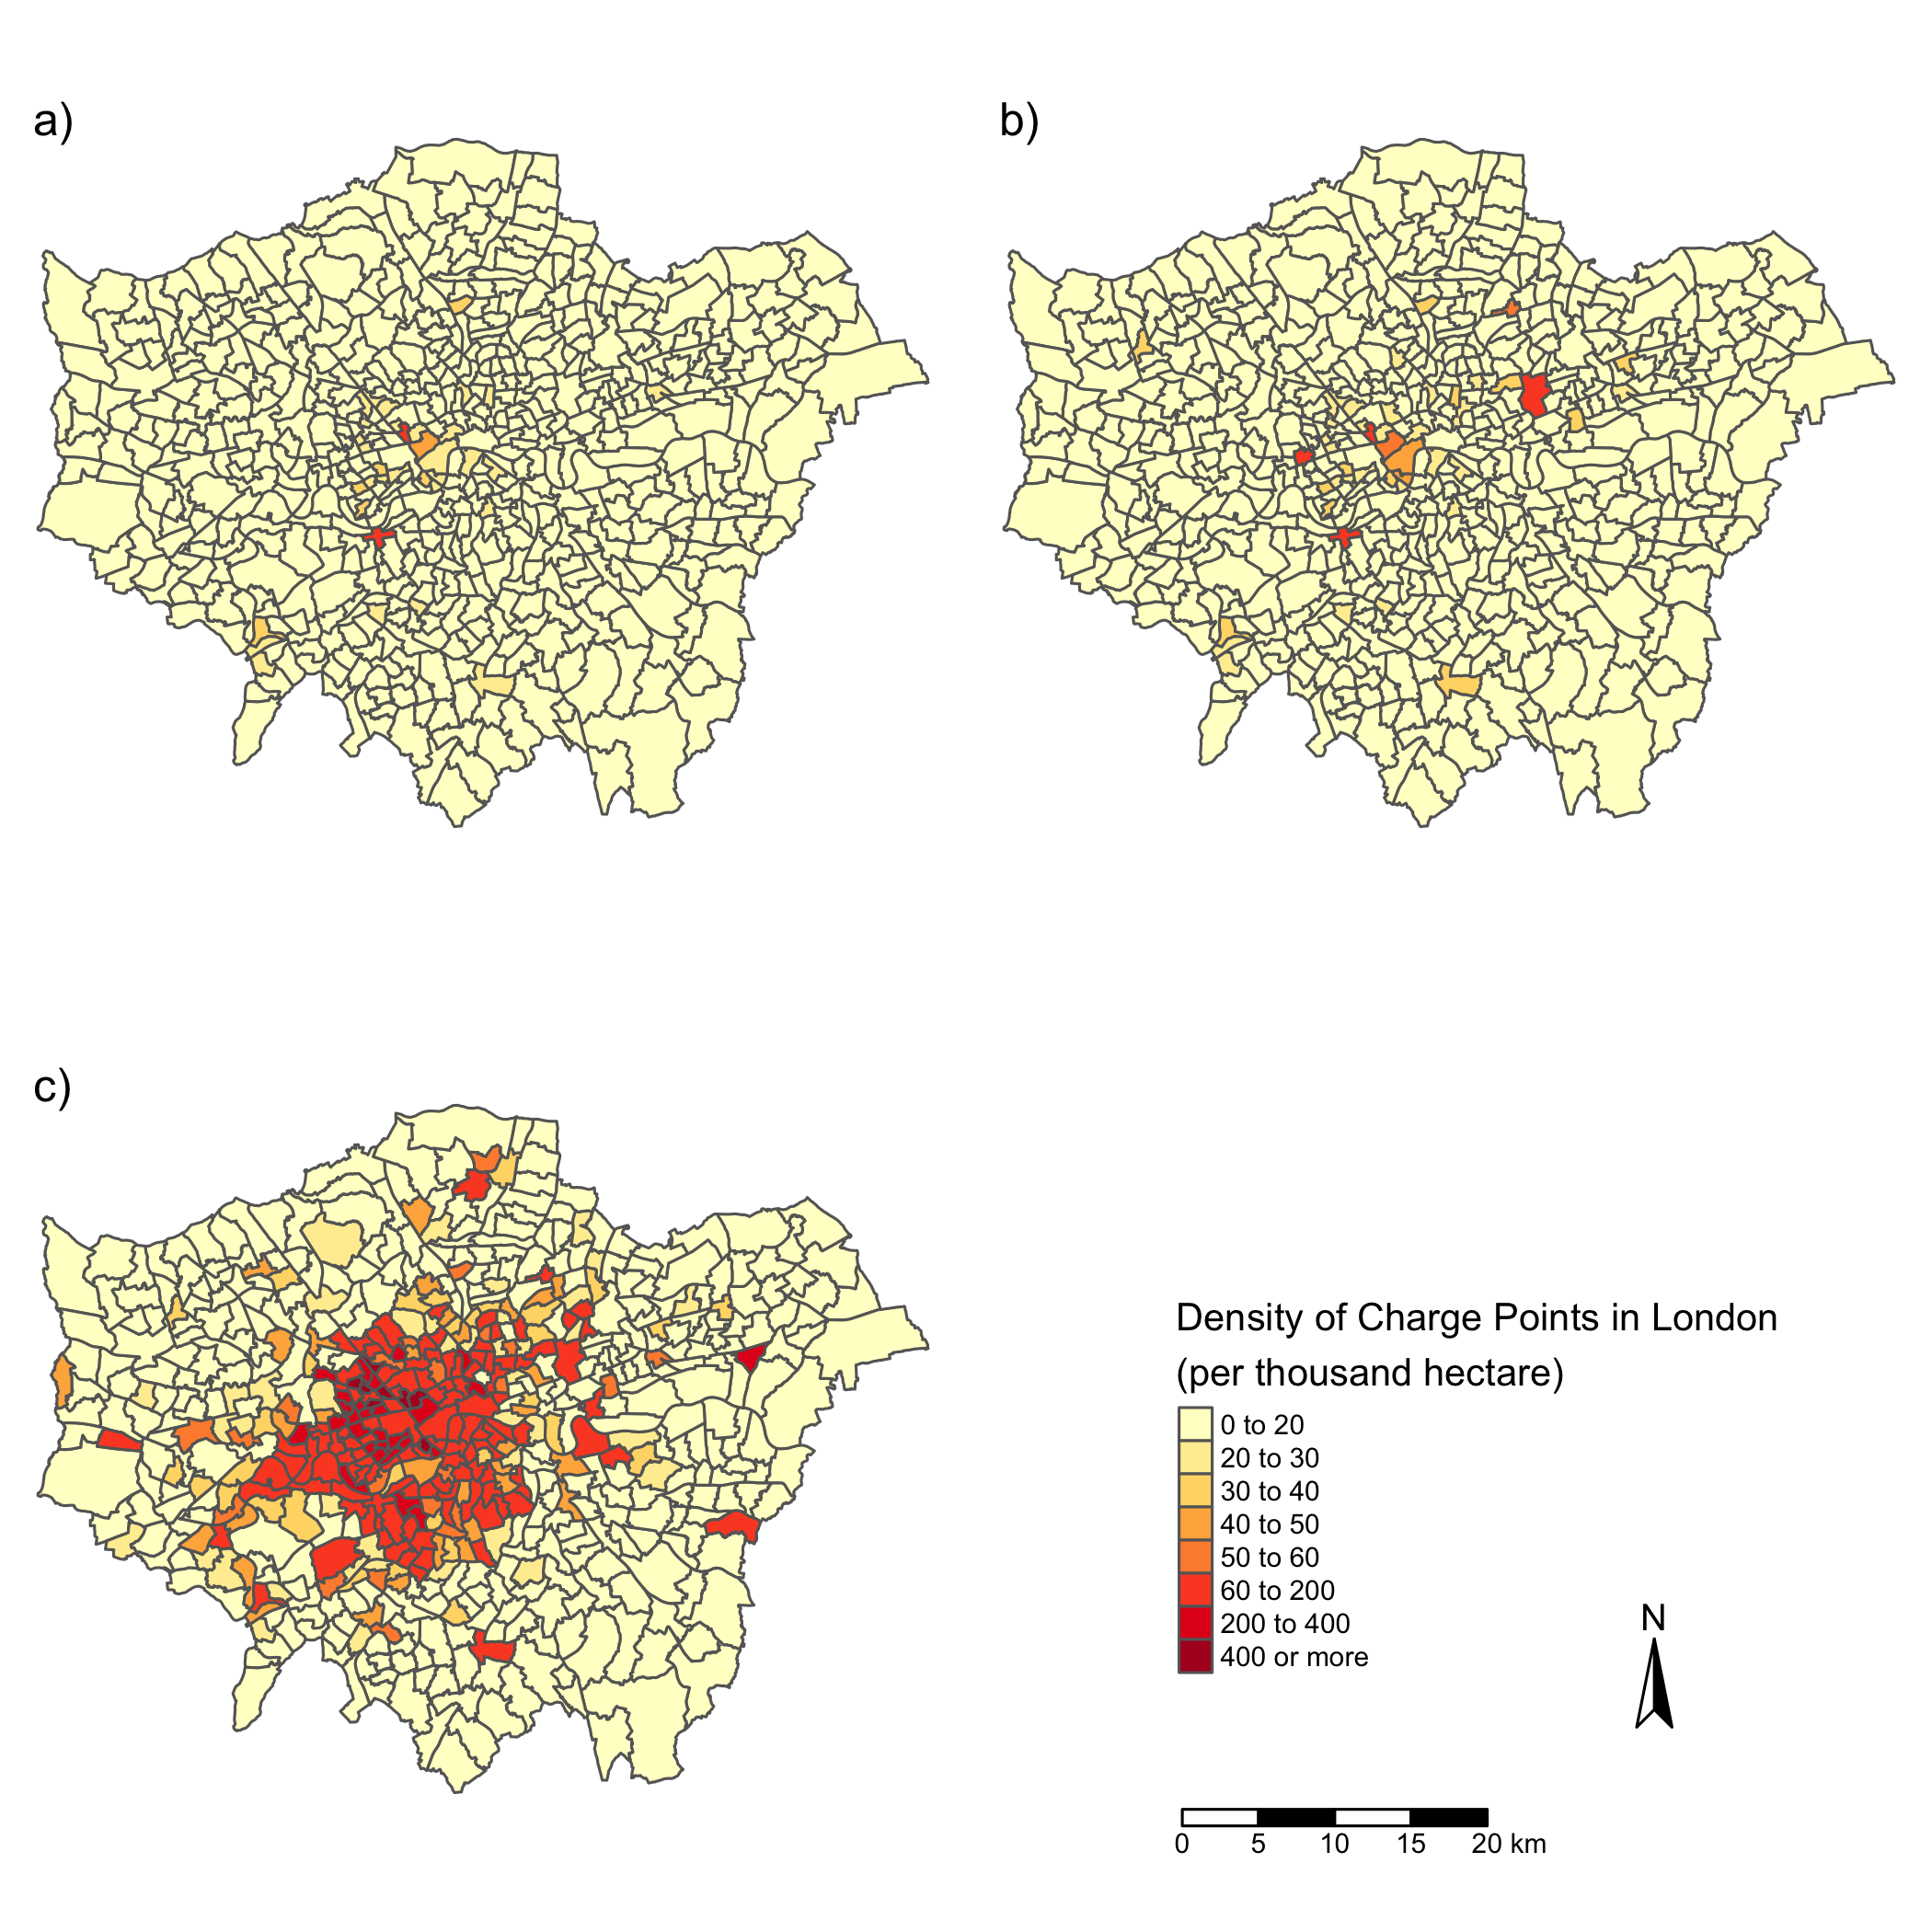 a)
b)
c)
Density of Charge Points in London
(per thousand hectare)
0 to 20
20 to 30
30 to 40
40 to 50
50 to 60
60 to 200
200 to 400
400 or more
N
0 5 10 15 20 km